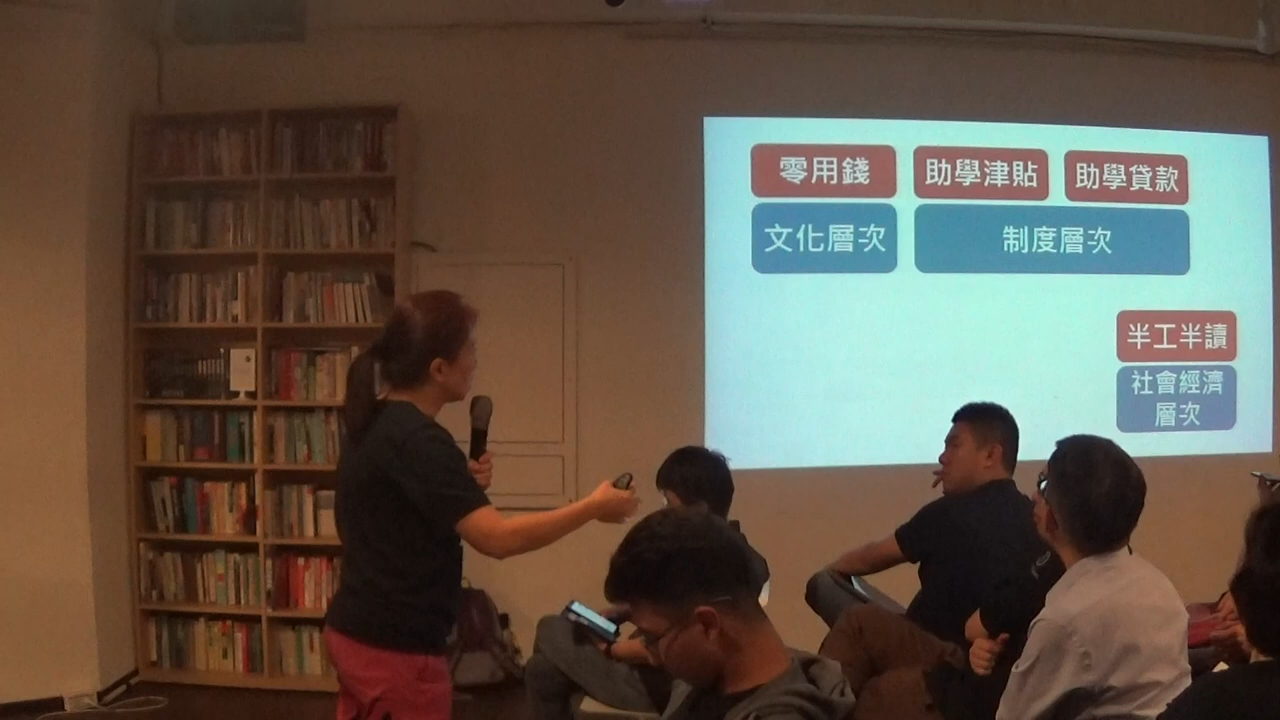 零用錢
助學津貼
助學貸款
文化層次
制度層次
半工半讀
社會經濟
層次